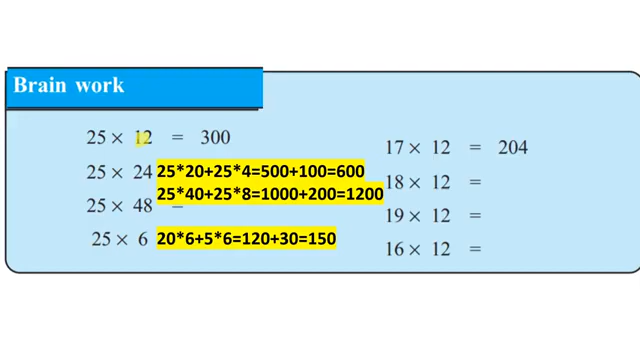 Brain work
25 × 12 = 300
25 × 24 25*20+25*4=500+100=600
25*40+25*8=1000+200=1200
25 × 48 =
25 × 6 20*6+5*6=120+30=150
17 × 12 = 204
18 × 12 =
19 × 12 =
16 × 12 =